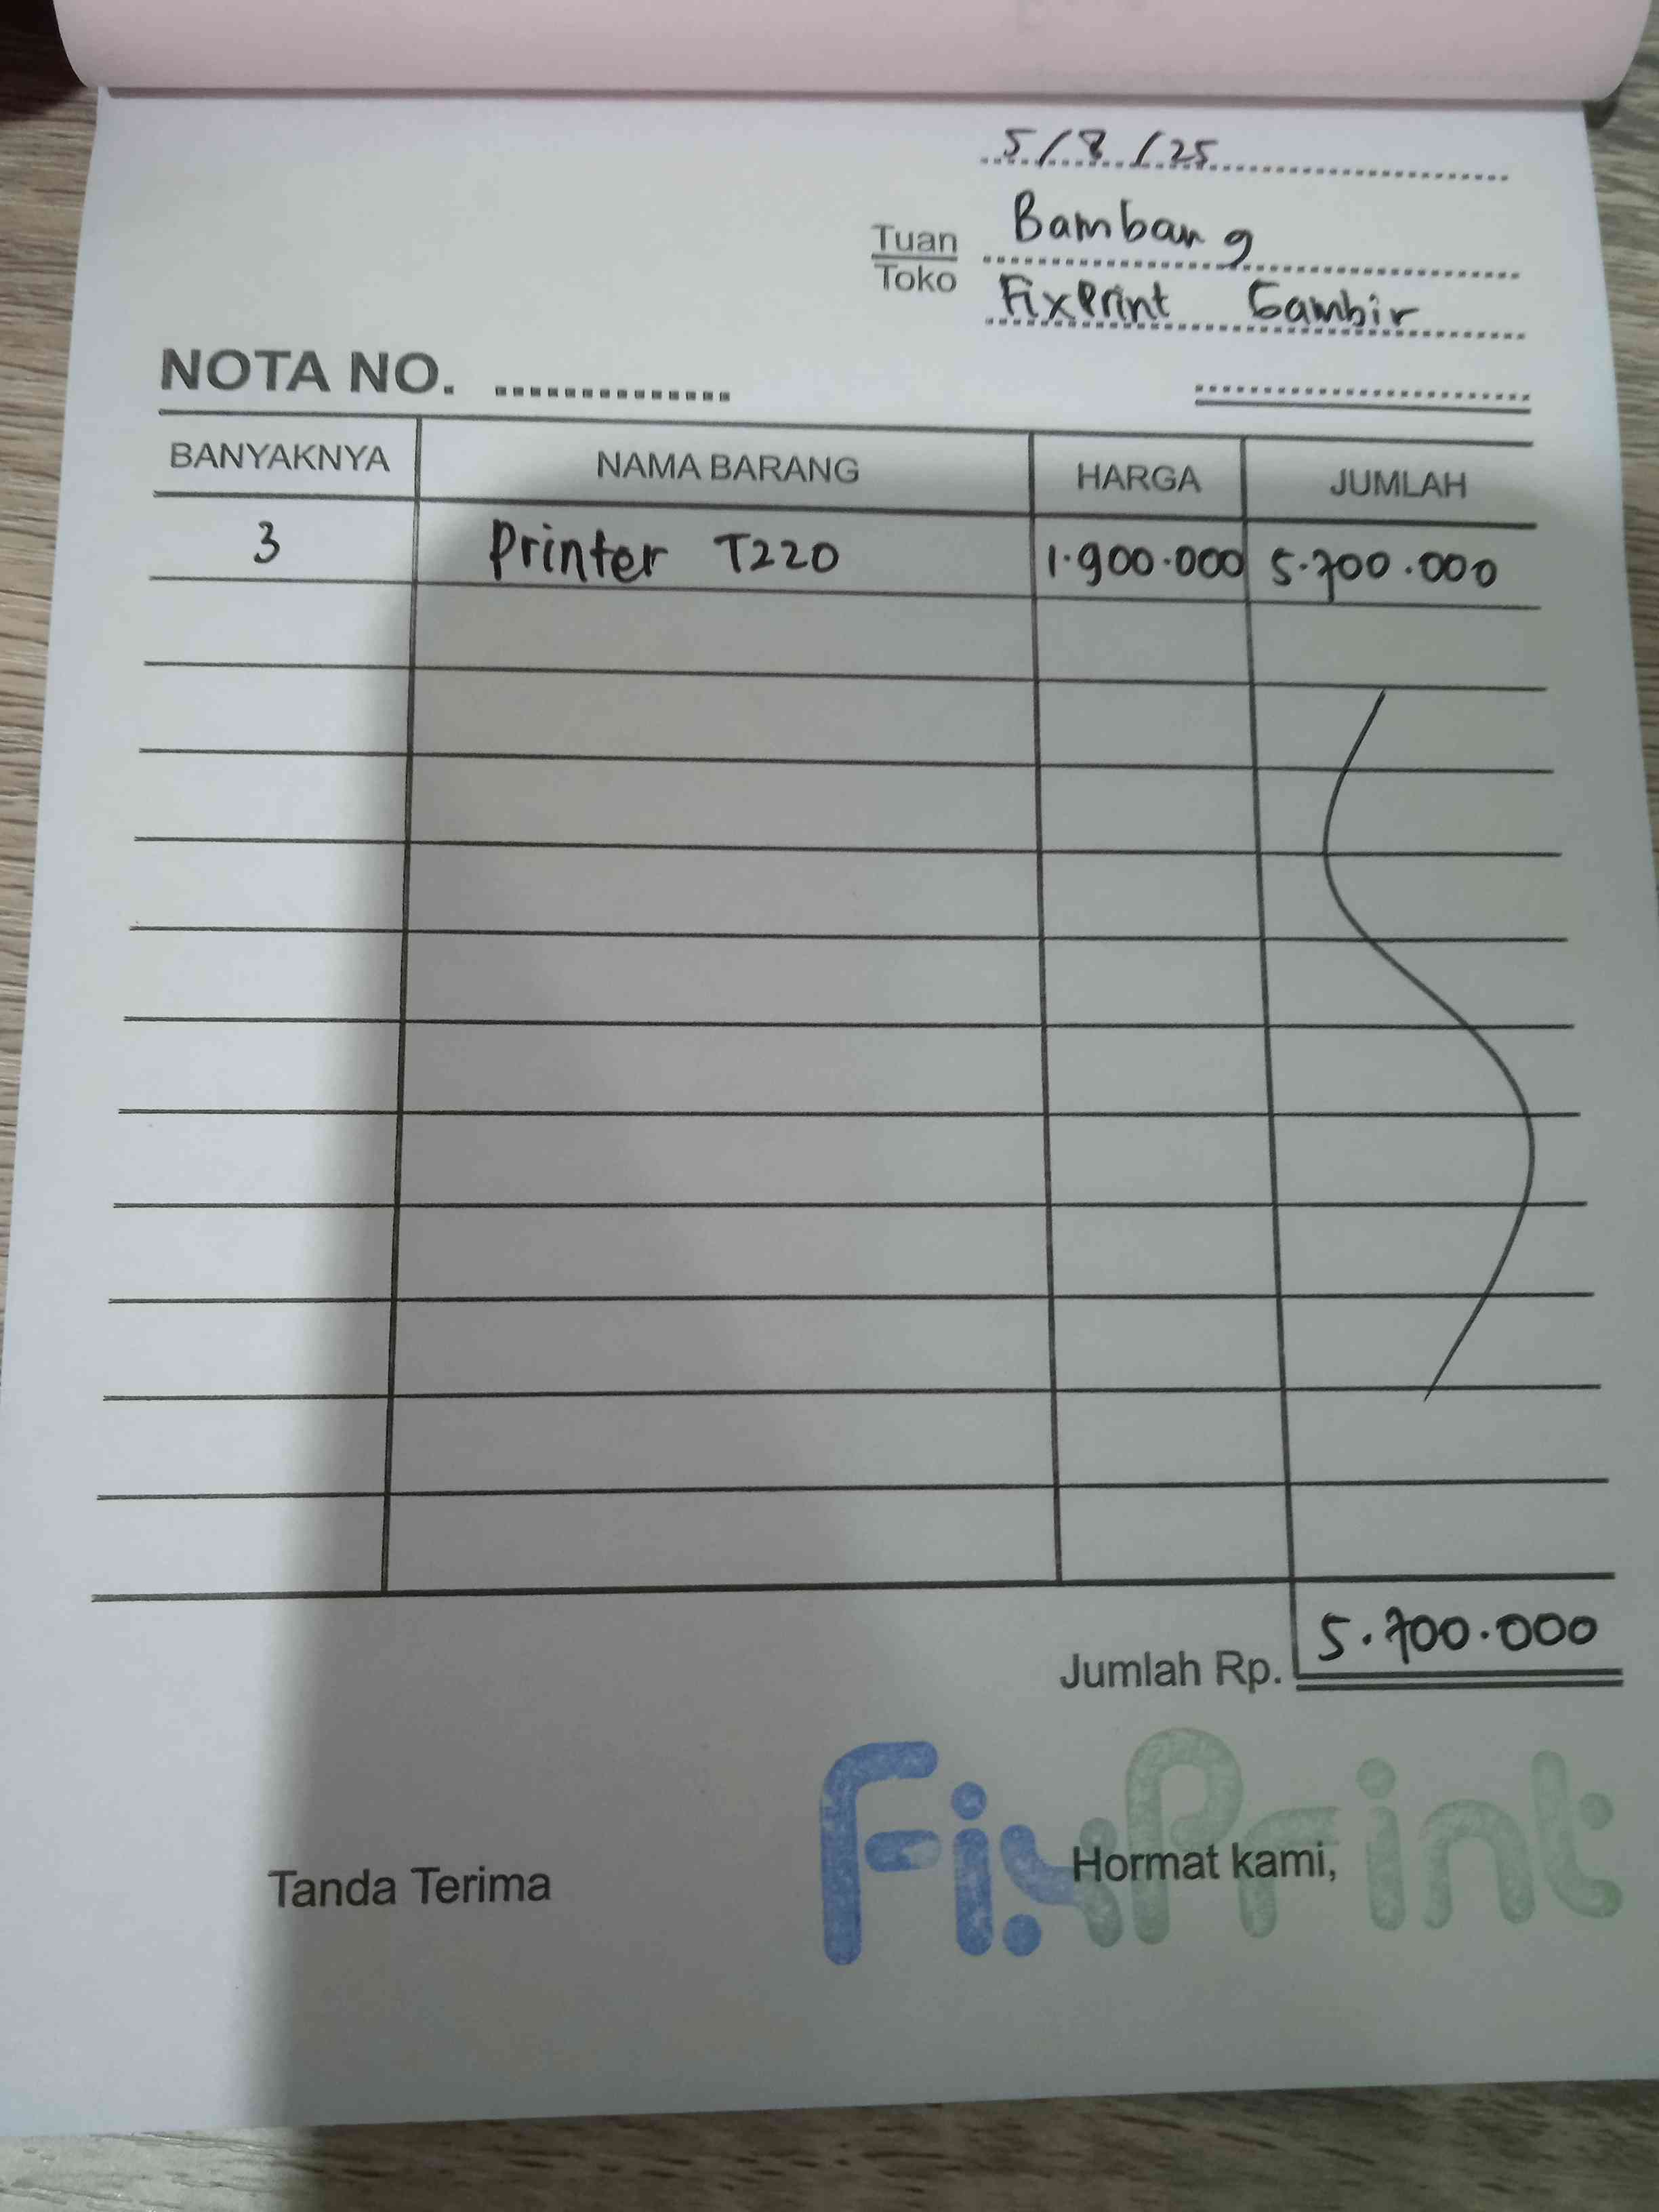 5/8/25
Tuan Bambang
Toko FixPrint Gambir
NOTA NO. ..............
BANYAKNYA NAMA BARANG HARGA JUMLAH
3 Printer T220 1.900.000 5.700.000
Jumlah Rp. 5.700.000
FixPrint
Tanda Terima Hormat kami,